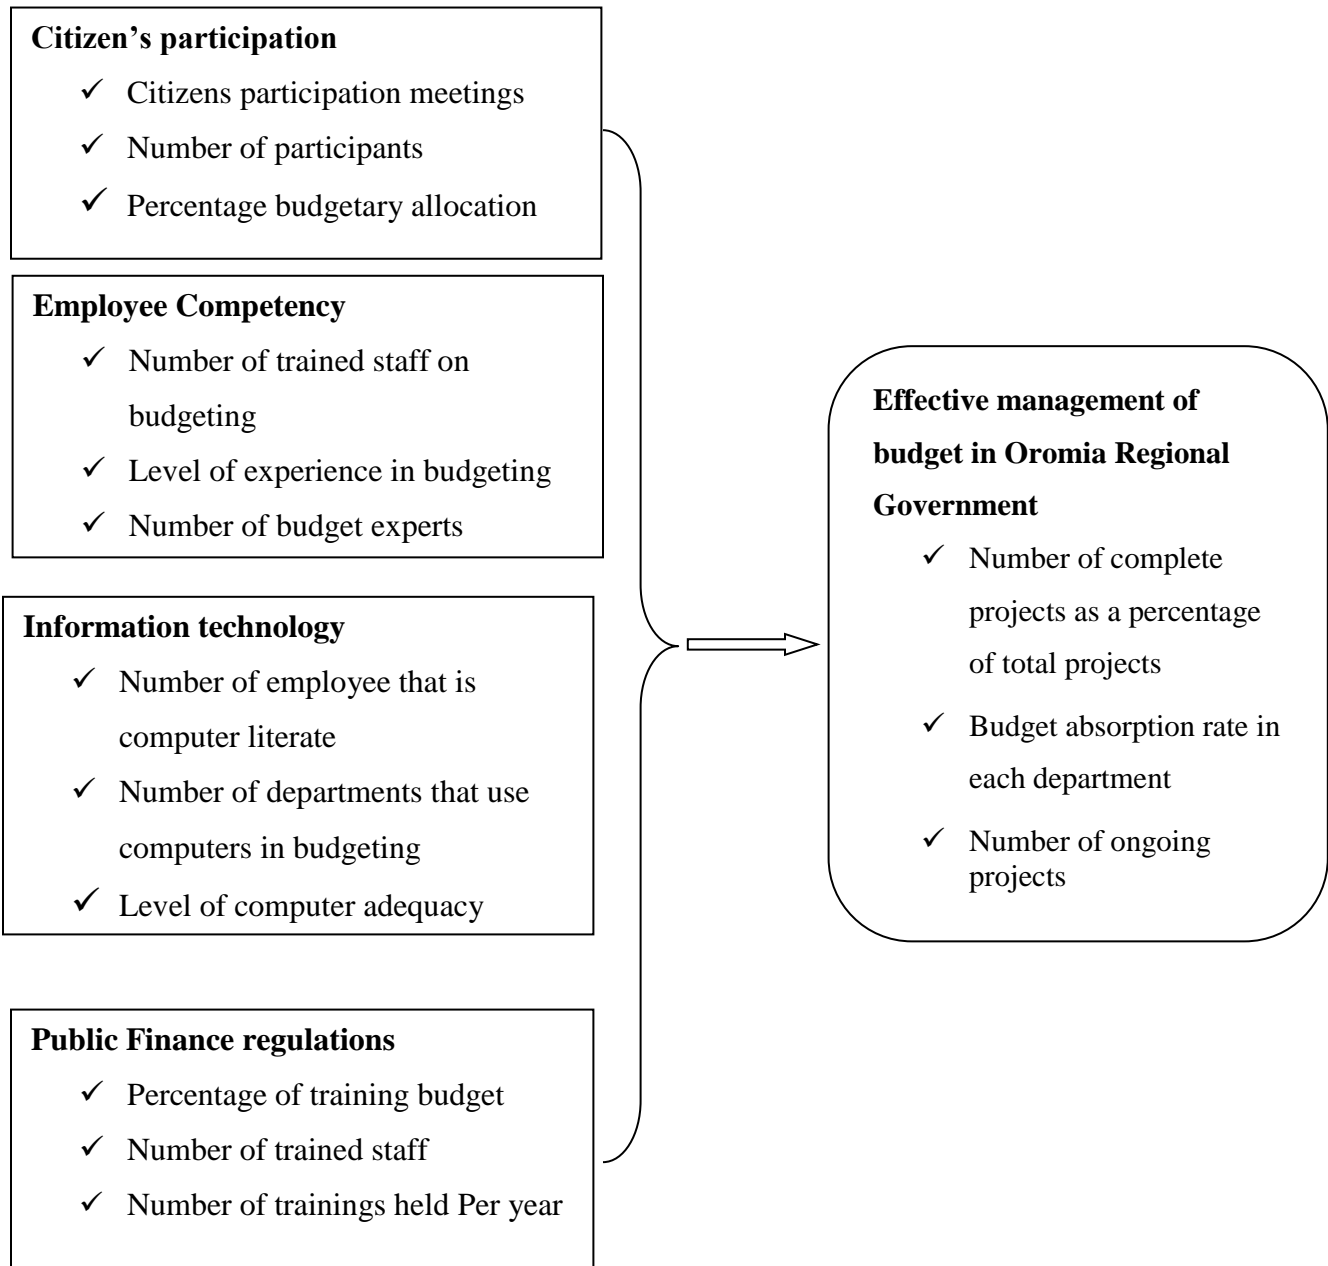 Citizen’s participation
✓ Citizens participation meetings
✓ Number of participants
✓ Percentage budgetary allocation
Employee Competency
✓ Number of trained staff on
budgeting
✓ Level of experience in budgeting
✓ Number of budget experts
Information technology
✓ Number of employee that is
computer literate
✓ Number of departments that use
computers in budgeting
✓ Level of computer adequacy
Public Finance regulations
✓ Percentage of training budget
✓ Number of trained staff
✓ Number of trainings held Per year
Effective management of
budget in Oromia Regional
Government
✓ Number of complete
projects as a percentage
of total projects
✓ Budget absorption rate in
each department
✓ Number of ongoing
projects